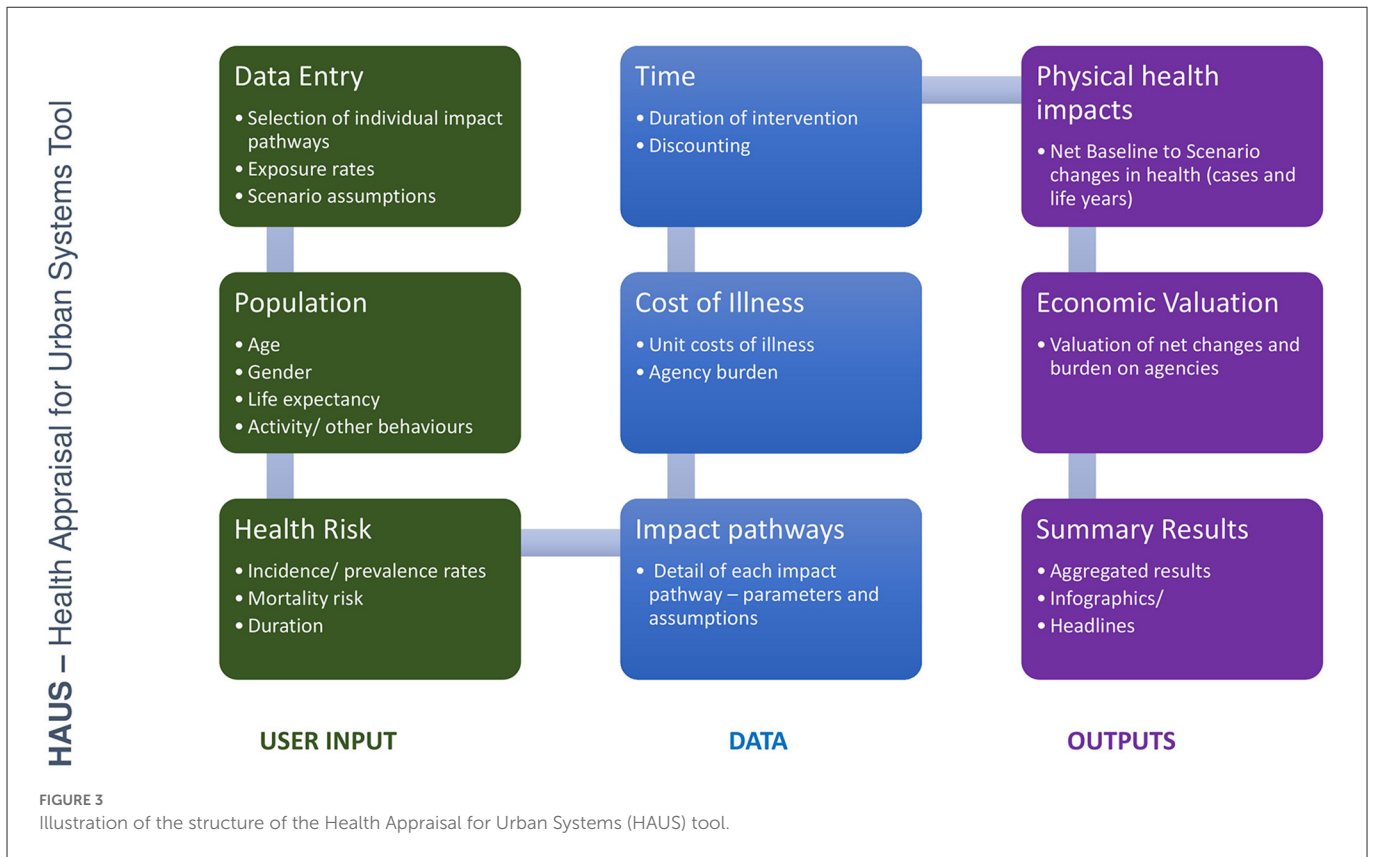 HAUS – Health Appraisal for Urban Systems Tool
Data Entry
• Selection of individual impact
pathways
• Exposure rates
• Scenario assumptions
Population
• Age
• Gender
• Life expectancy
• Activity/ other behaviours
Health Risk
• Incidence/ prevalence rates
• Mortality risk
• Duration
USER INPUT
Time
• Duration of intervention
• Discounting
Cost of Illness
• Unit costs of illness
• Agency burden
Impact pathways
• Detail of each impact
pathway – parameters and
assumptions
DATA
Physical health
impacts
• Net Baseline to Scenario
changes in health (cases and
life years)
Economic Valuation
• Valuation of net changes and
burden on agencies
Summary Results
• Aggregated results
• Infographics/
• Headlines
OUTPUTS
FIGURE 3
Illustration of the structure of the Health Appraisal for Urban Systems (HAUS) tool.